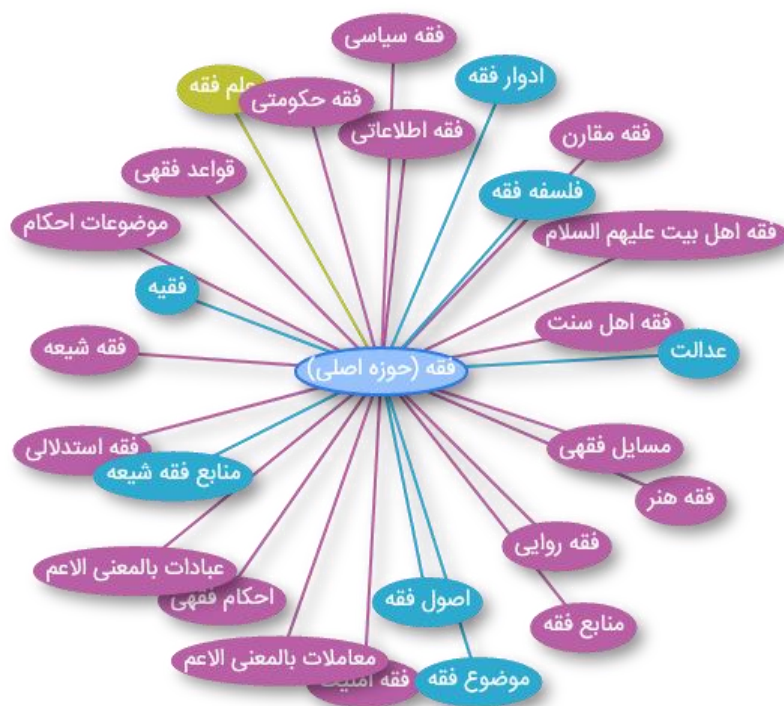 فقه سیاسی
ادوار فقه
علم فقه
فقه حکومتی
فقه اطلاعاتی
فقه مقارن
قواعد فقهی
فلسفه فقه
موضوعات احکام
فقه اهل بیت علیهم السلام
فقیه
فقه اهل سنت
فقه شیعه
عدالت
فقه (حوزه اصلی)
فقه استدلالی
مسایل فقهی
منابع فقه شیعه
فقه هنر
فقه روایی
عبادات بالمعنی الاعم
احکام فقهی
اصول فقه
منابع فقه
معاملات بالمعنی الاعم
فقه امنیت
موضوع فقه